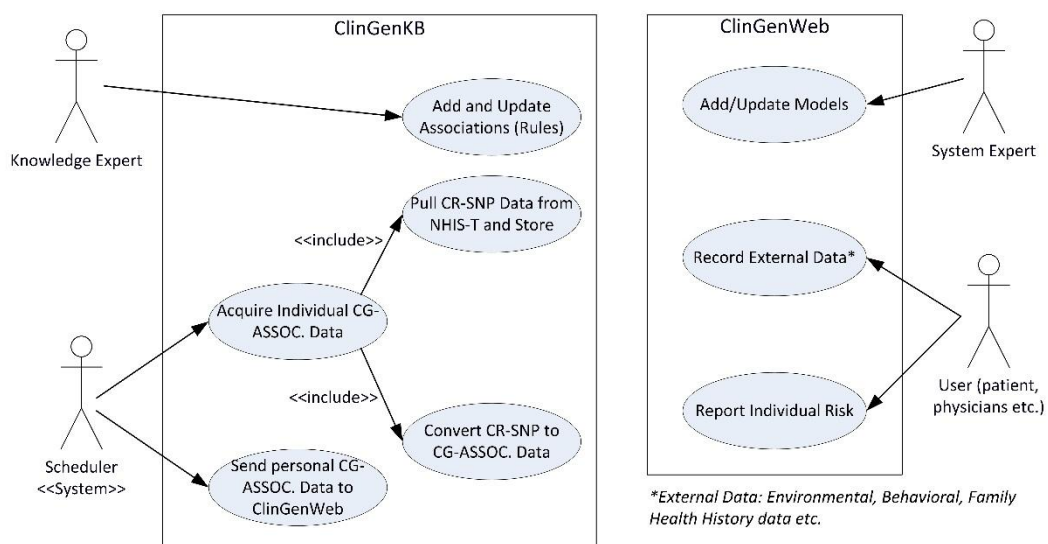 ClinGenKB
Knowledge Expert
Add and Update
Associations (Rules)
Pull CR-SNP Data from
NHIS-T and Store
<<include>>
Acquire Individual CG-
ASSOC. Data
<<include>>
Convert CR-SNP to
CG-ASSOC. Data
Scheduler
<<System>>
Send personal CG-
ASSOC. Data to
ClinGenWeb
ClinGenWeb
Add/Update Models
System Expert
Record External Data*
Report Individual Risk
User (patient,
physicians etc.)
*External Data: Environmental, Behavioral, Family
Health History data etc.